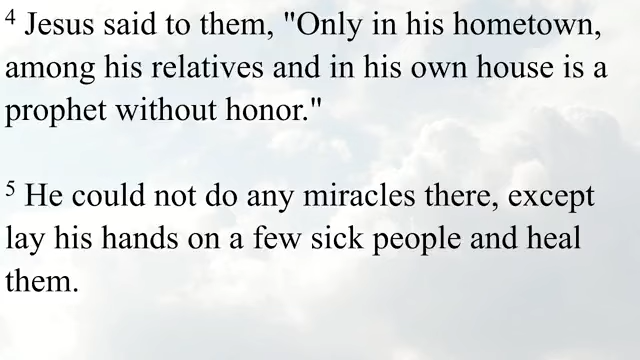 4 Jesus said to them, "Only in his hometown,
among his relatives and in his own house is a
prophet without honor."
5 He could not do any miracles there, except
lay his hands on a few sick people and heal
them.